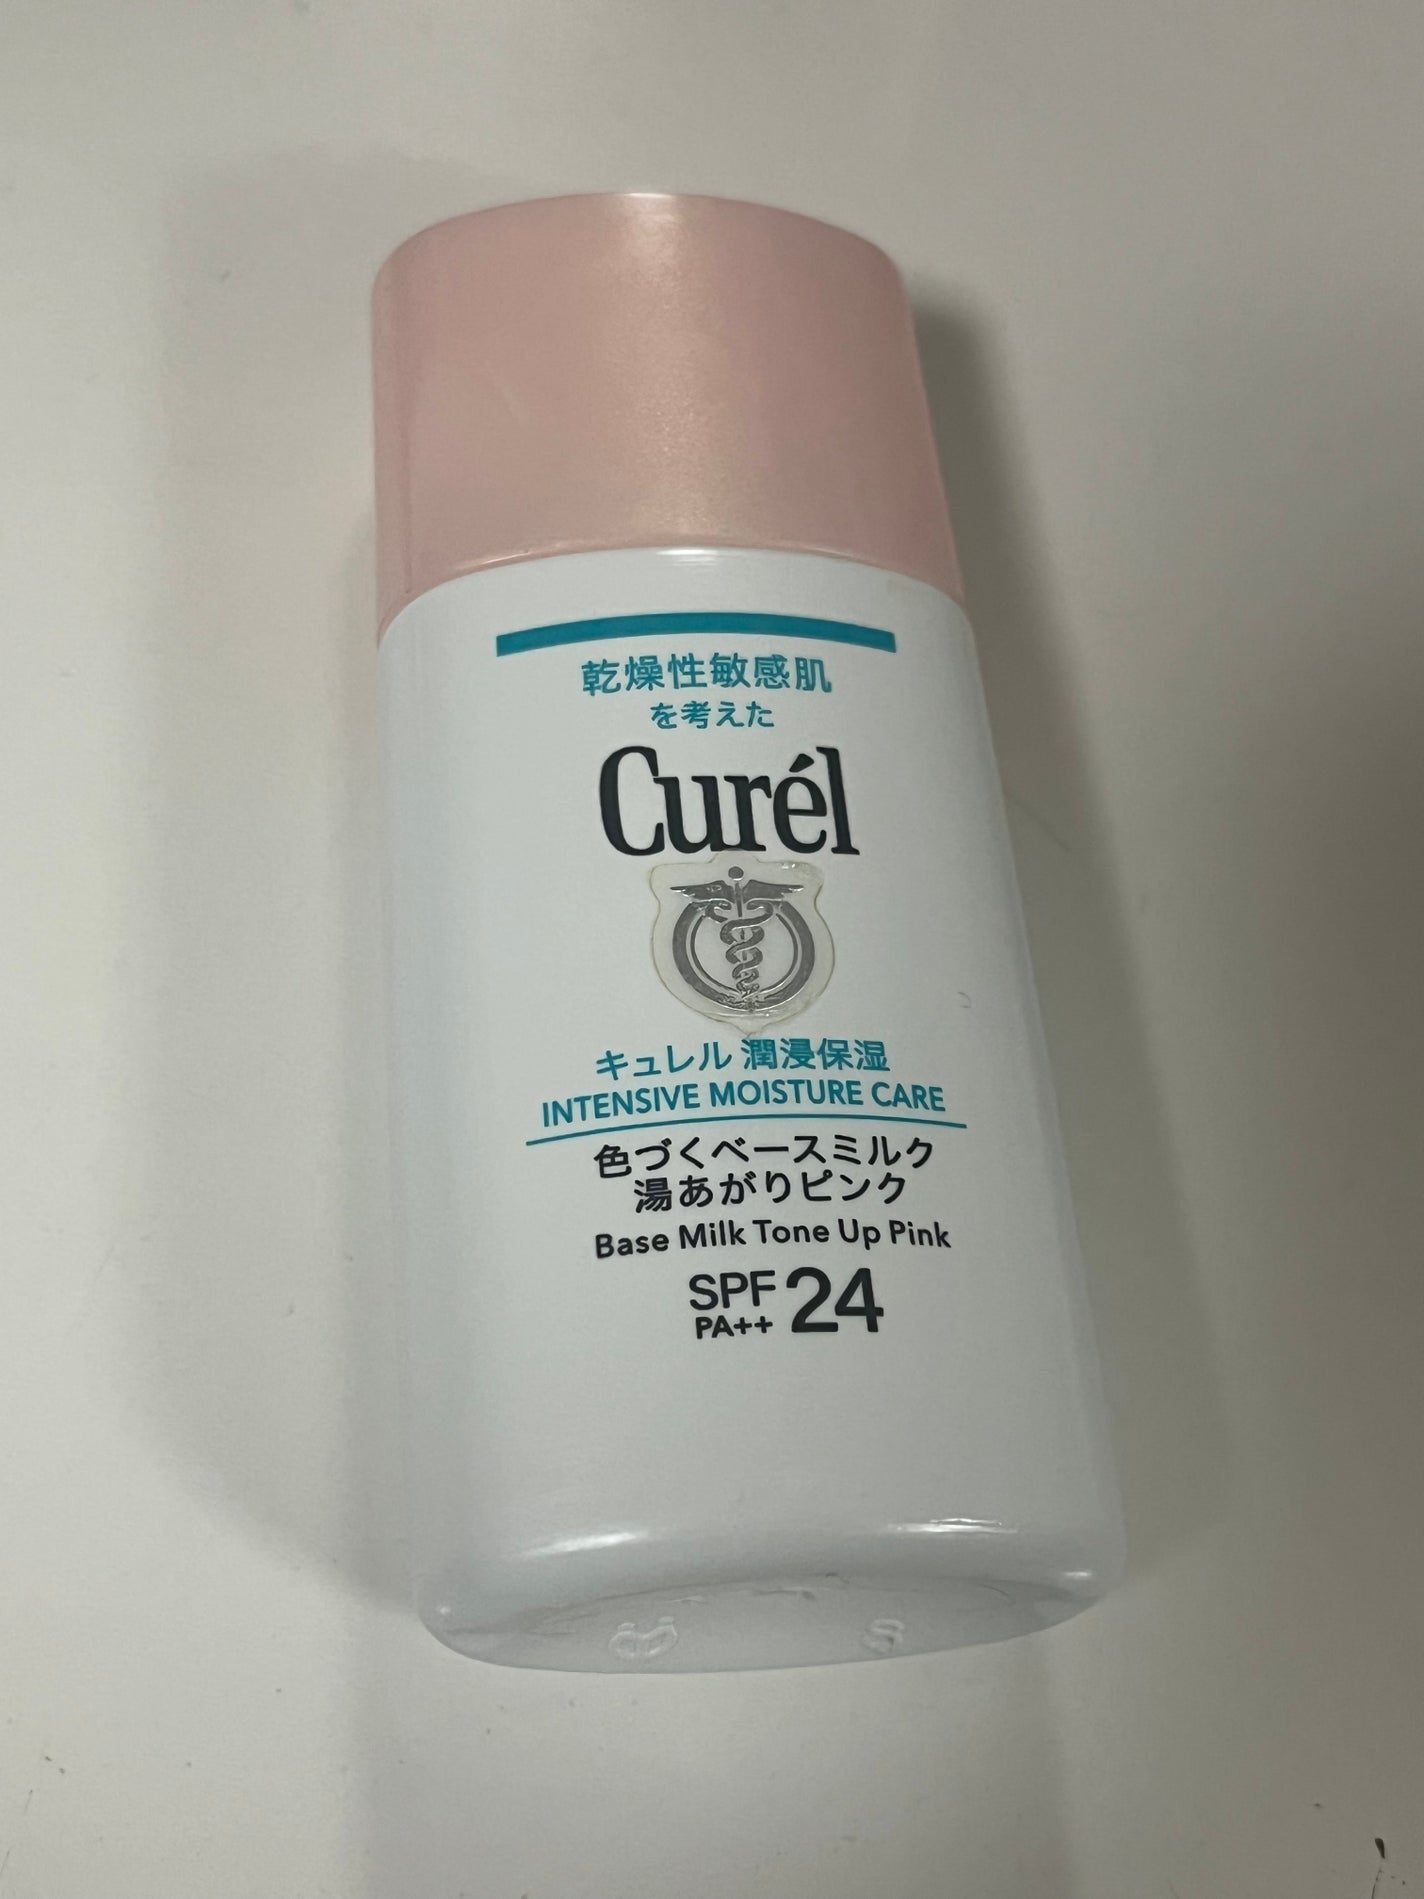 乾燥性敏感肌
を考えた
Curél
キュレル 潤浸保湿
INTENSIVE MOISTURE CARE
色づくベースミルク
湯あがりピンク
Base Milk Tone Up Pink
SPF 24
PA++